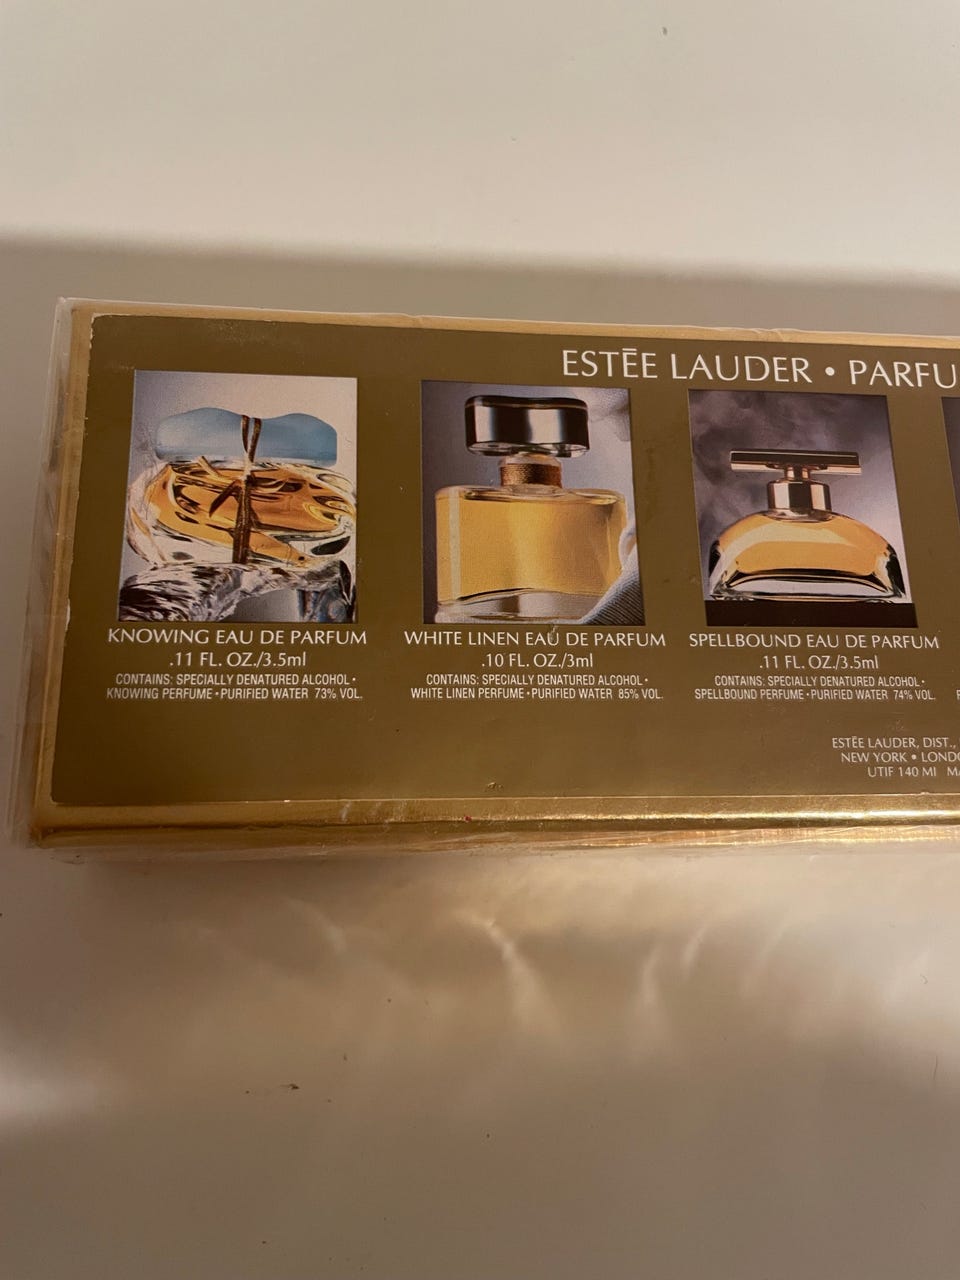 ESTĒE LAUDER • PARFU
KNOWING EAU DE PARFUM
.11 FL. OZ./3.5ml
CONTAINS: SPECIALLY DENATURED ALCOHOL •
KNOWING PERFUME • PURIFIED WATER 73% VOL.
WHITE LINEN EAU DE PARFUM
.10 FL. OZ./3ml
CONTAINS: SPECIALLY DENATURED ALCOHOL •
WHITE LINEN PERFUME • PURIFIED WATER 85% VOL.
SPELLBOUND EAU DE PARFUM
.11 FL. OZ./3.5ml
CONTAINS: SPECIALLY DENATURED ALCOHOL •
SPELLBOUND PERFUME • PURIFIED WATER 74% VOL.
ESTĒE LAUDER, DIST.,
NEW YORK • LONDO
UTIF 140 MI